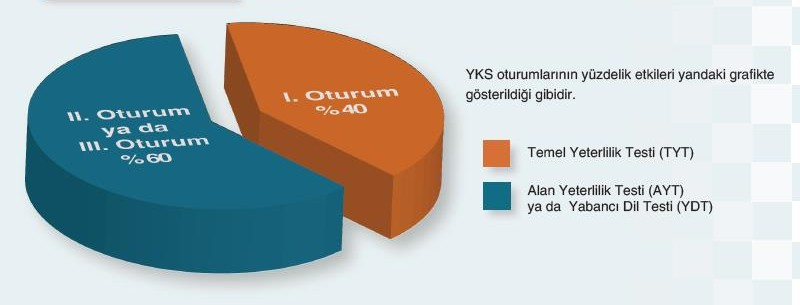 II. Oturum
ya da
III. Oturum
%60
I. Oturum
%40
YKS oturumlarının yüzdelik etkileri yandaki grafikte
gösterildiği gibidir.
Temel Yeterlilik Testi (TYT)
Alan Yeterlilik Testi (AYT)
ya da Yabancı Dil Testi (YDT)